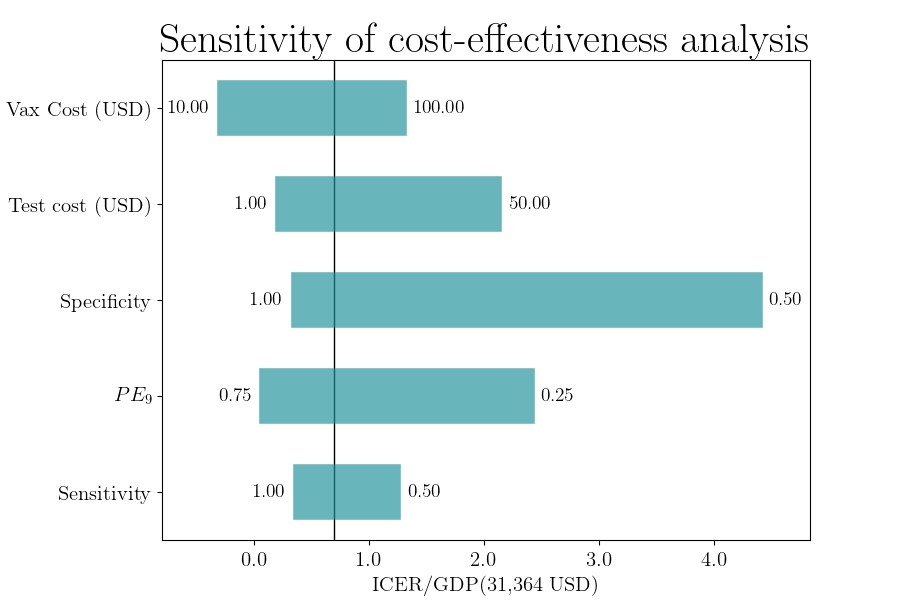 Sensitivity of cost-effectiveness analysis
Vax Cost (USD) 10.00 100.00
Test cost (USD) 1.00 50.00
Specificity 1.00 0.50
PE₉ 0.75 0.25
Sensitivity 1.00 0.50
0.0 1.0 2.0 3.0 4.0
ICER/GDP(31,364 USD)